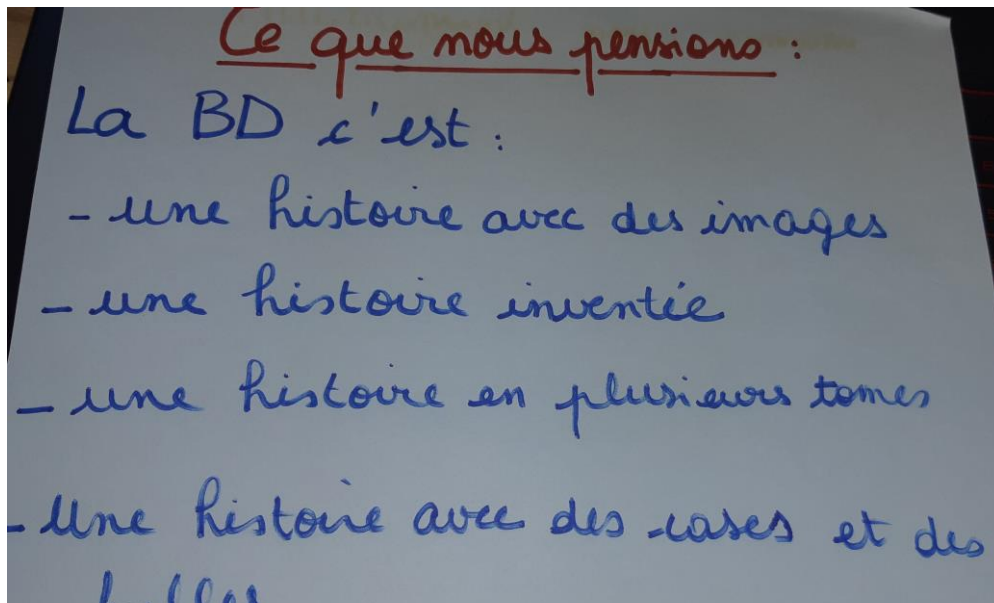 Ce que nous pensions :
La BD c'est :
- une histoire avec des images
- une histoire inventée
- une histoire en plusieurs tomes
- Une histoire avec des cases et des